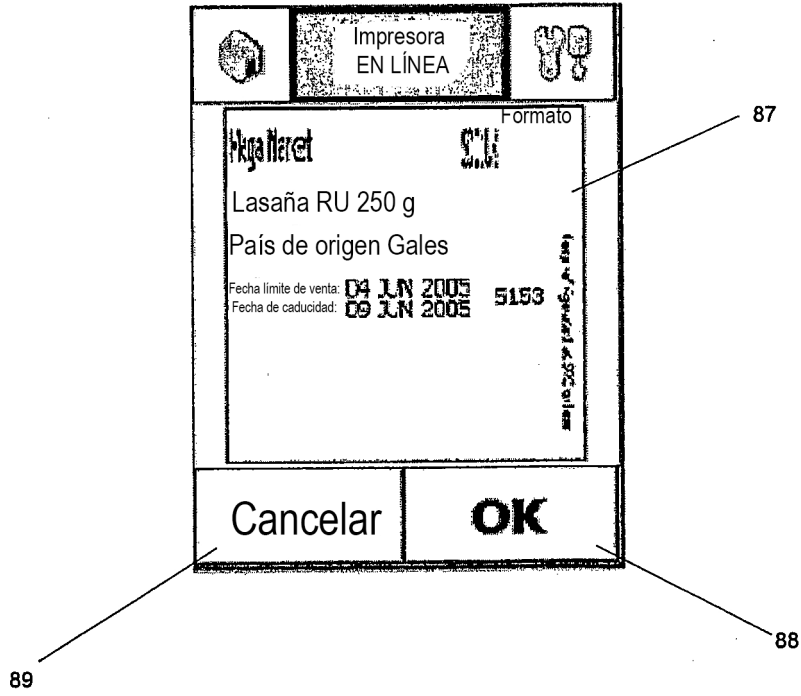 Impresora
EN LÍNEA
Formato
87
Lasaña RU 250 g
País de origen Gales
Fecha límite de venta: 04 JUN 2005
5153
Fecha de caducidad: 09 JUN 2005
Cancelar
OK
88
89